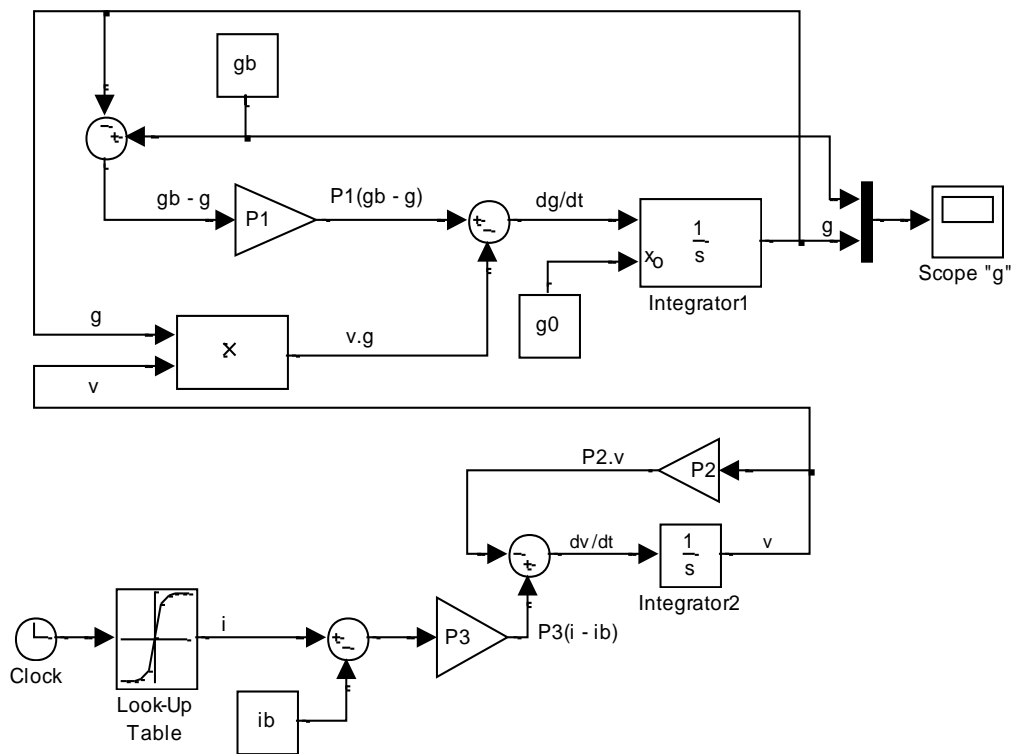 gb
gb - g
P1
P1(gb - g)
dg/dt
1
s
xo
Integrator1
g
Scope "g"
g0
g
x
v.g
v
P2.v
P2
dv/dt
1
s
v
Integrator2
Clock
i
Look-Up
Table
ib
P3
P3(i - ib)